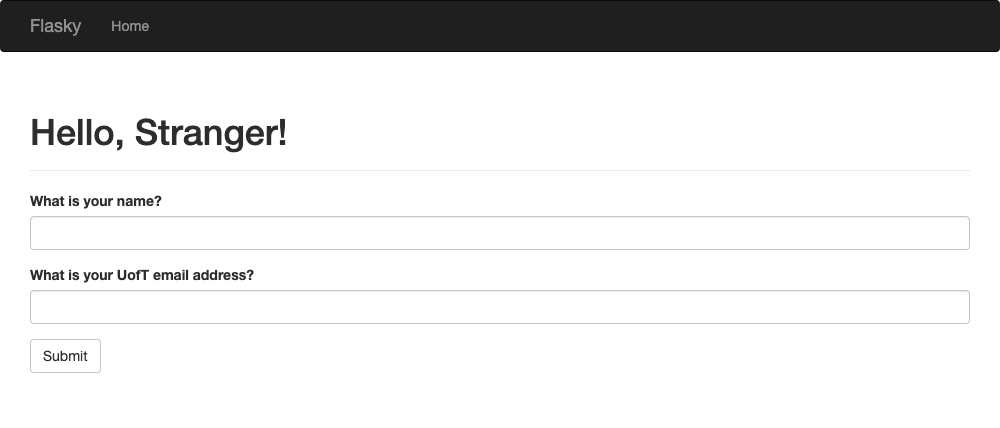 Flasky Home
Hello, Stranger!
What is your name?
What is your UofT email address?
Submit